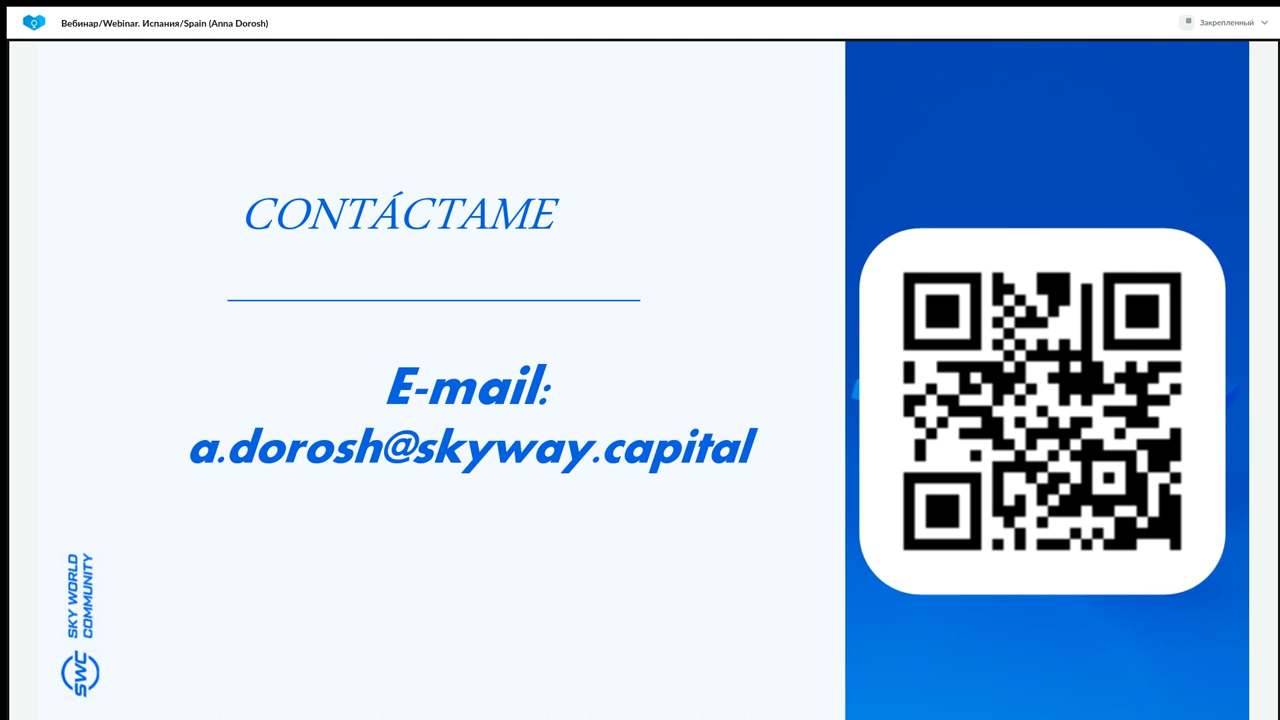 Вебинар/Webinar. Испания/Spain (Anna Dorosh)
Закрепленный
CONTÁCTAME
E-mail:
a.dorosh@skyway.capital
SKY WORLD
COMMUNITY
SWC